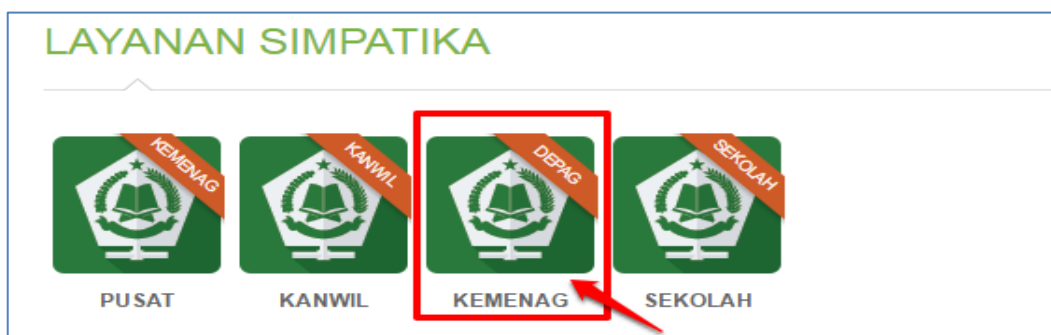 LAYANAN SIMPATIKA
KEMENAG
KANWIL
DEPAG
SEKOLAH
PUSAT
KANWIL
KEMENAG
SEKOLAH